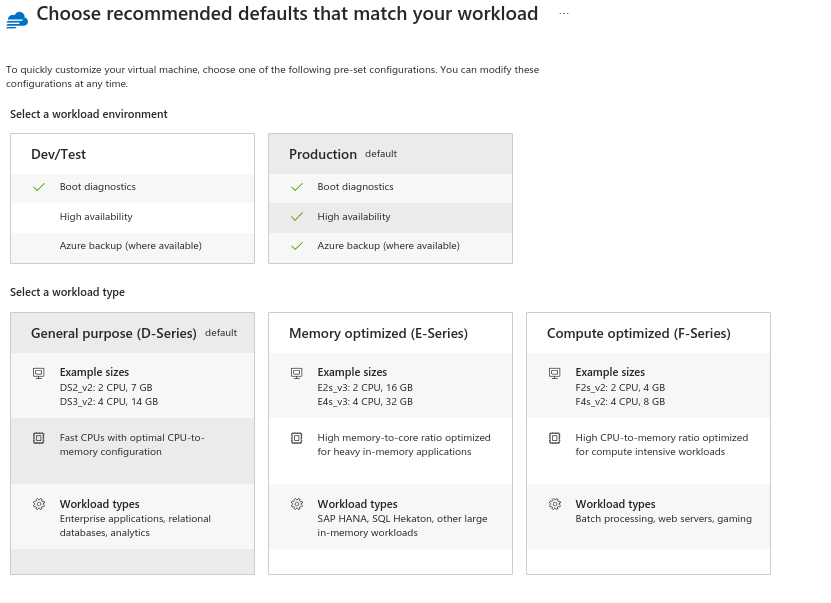 Choose recommended defaults that match your workload ...
To quickly customize your virtual machine, choose one of the following pre-set configurations. You can modify these
configurations at any time.
Select a workload environment
Dev/Test
Boot diagnostics
High availability
Azure backup (where available)
Production default
Boot diagnostics
High availability
Azure backup (where available)
Select a workload type
General purpose (D-Series) default
Example sizes
DS2_v2: 2 CPU, 7 GB
DS3_v2: 4 CPU, 14 GB
Fast CPUs with optimal CPU-to-
memory configuration
Workload types
Enterprise applications, relational
databases, analytics
Memory optimized (E-Series)
Example sizes
E2s_v3: 2 CPU, 16 GB
E4s_v3: 4 CPU, 32 GB
High memory-to-core ratio optimized
for heavy in-memory applications
Workload types
SAP HANA, SQL Hekaton, other large
in-memory workloads
Compute optimized (F-Series)
Example sizes
F2s_v2: 2 CPU, 4 GB
F4s_v2: 4 CPU, 8 GB
High CPU-to-memory ratio optimized
for compute intensive workloads
Workload types
Batch processing, web servers, gaming